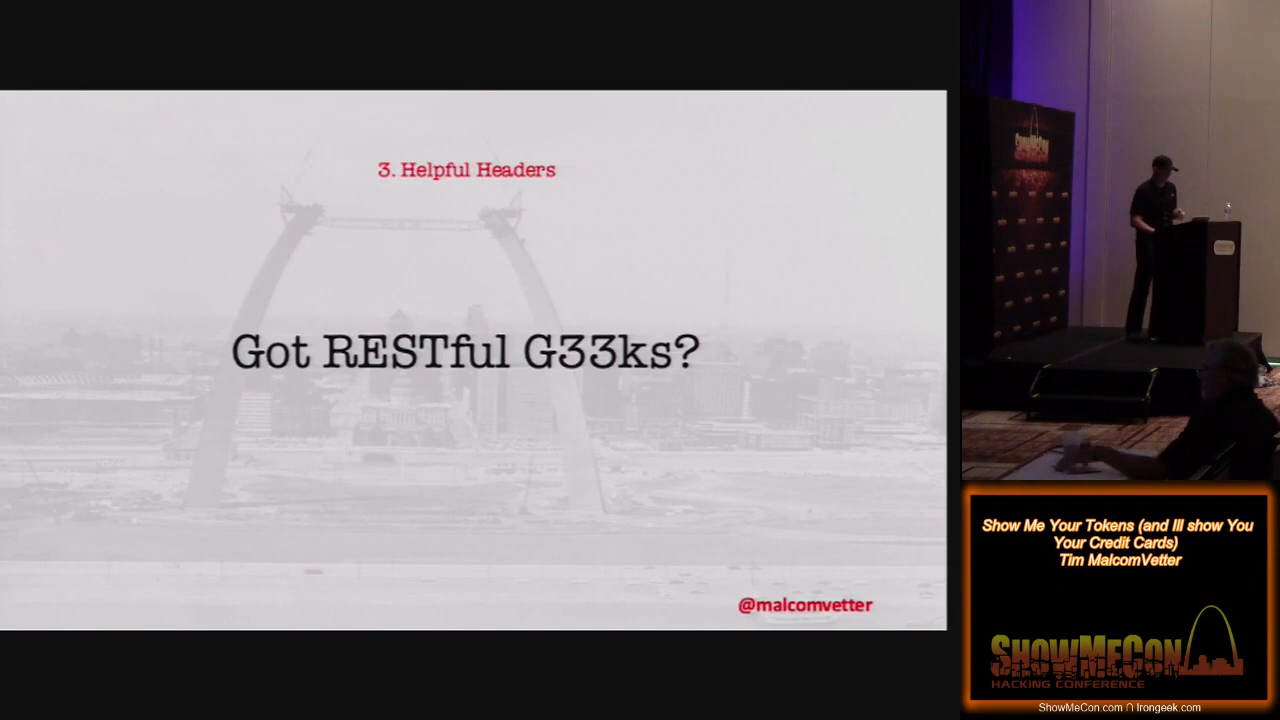 3. Helpful Headers
Got RESTful G33ks?
@malcomvetter
SHOWMECON
Show Me Your Tokens (and Ill show You
Your Credit Cards)
Tim MalcomVetter
SHOWMECON
HACKING CONFERENCE
ShowMeCon.com ∩ Irongeek.com